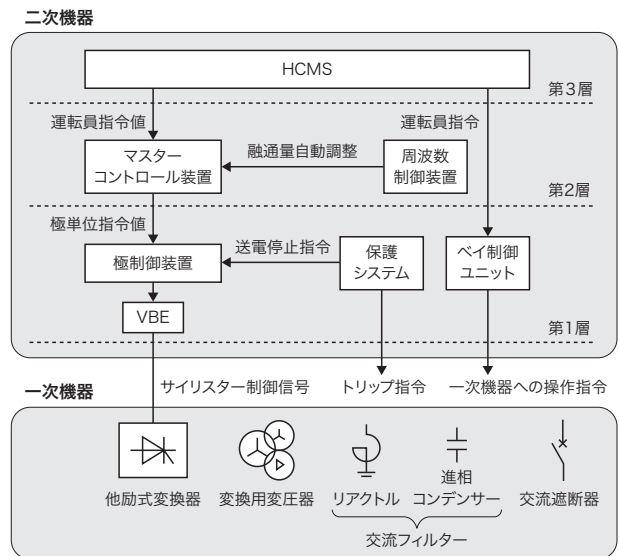 二次機器
HCMS
第3層
運転員指令値
運転員指令
マスター
コントロール装置
融通量自動調整
周波数
制御装置
第2層
極単位指令値
極制御装置
送電停止指令
保護
システム
ベイ制御
ユニット
VBE
第1層
一次機器
サイリスター制御信号
トリップ指令
一次機器への操作指令
他励式変換器
変換用変圧器
リアクトル
進相
コンデンサー
交流遮断器
交流フィルター